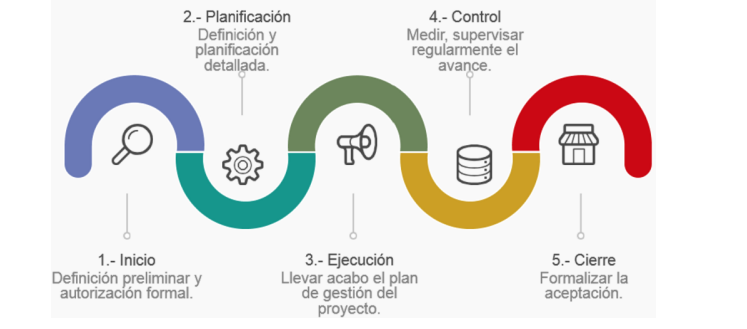 1.- Inicio
Definición preliminar y
autorización formal.
2.- Planificación
Definición y
planificación
detallada.
3.- Ejecución
Llevar acabo el plan
de gestión del
proyecto.
4.- Control
Medir, supervisar
regularmente el
avance.
5.- Cierre
Formalizar la
aceptación.